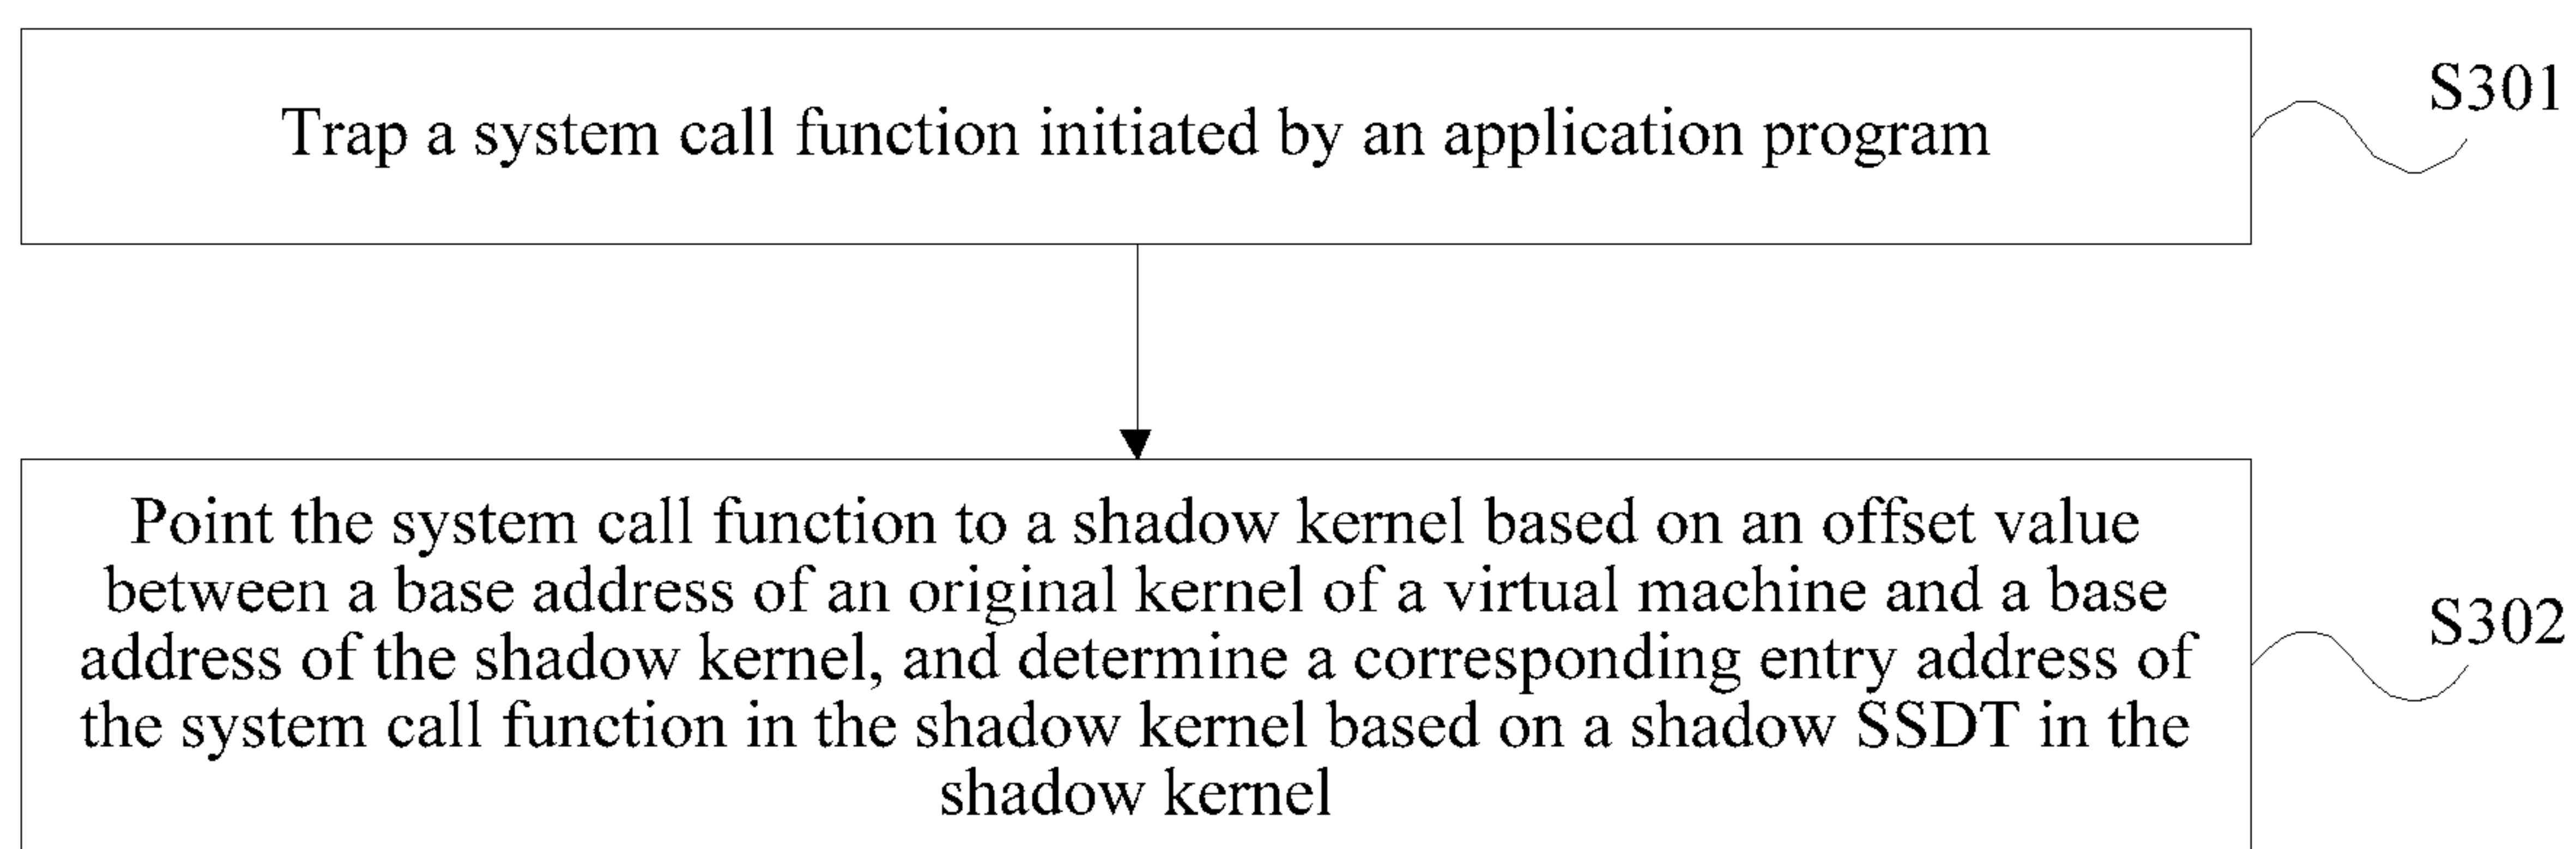 Trap a system call function initiated by an application program
S301
Point the system call function to a shadow kernel based on an offset value
between a base address of an original kernel of a virtual machine and a base
address of the shadow kernel, and determine a corresponding entry address of
the system call function in the shadow kernel based on a shadow SSDT in the
shadow kernel
S302